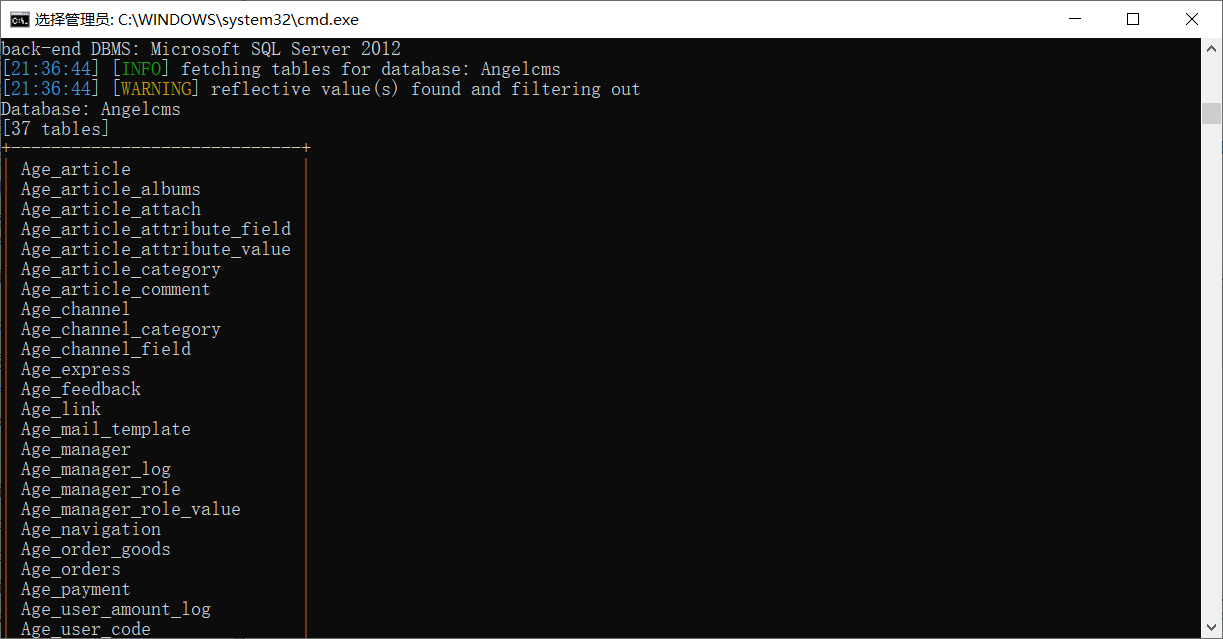 选择管理员: C:\WINDOWS\system32\cmd.exe
back-end DBMS: Microsoft SQL Server 2012
[21:36:44] [INFO] fetching tables for database: Angelcms
[21:36:44] [WARNING] reflective value(s) found and filtering out
Database: Angelcms
[37 tables]
+-----------------------------+
| Age_article |
| Age_article_albums |
| Age_article_attach |
| Age_article_attribute_field |
| Age_article_attribute_value |
| Age_article_category |
| Age_article_comment |
| Age_channel |
| Age_channel_category |
| Age_channel_field |
| Age_express |
| Age_feedback |
| Age_link |
| Age_mail_template |
| Age_manager |
| Age_manager_log |
| Age_manager_role |
| Age_manager_role_value |
| Age_navigation |
| Age_order_goods |
| Age_orders |
| Age_payment |
| Age_user_amount_log |
| Age_user_code |